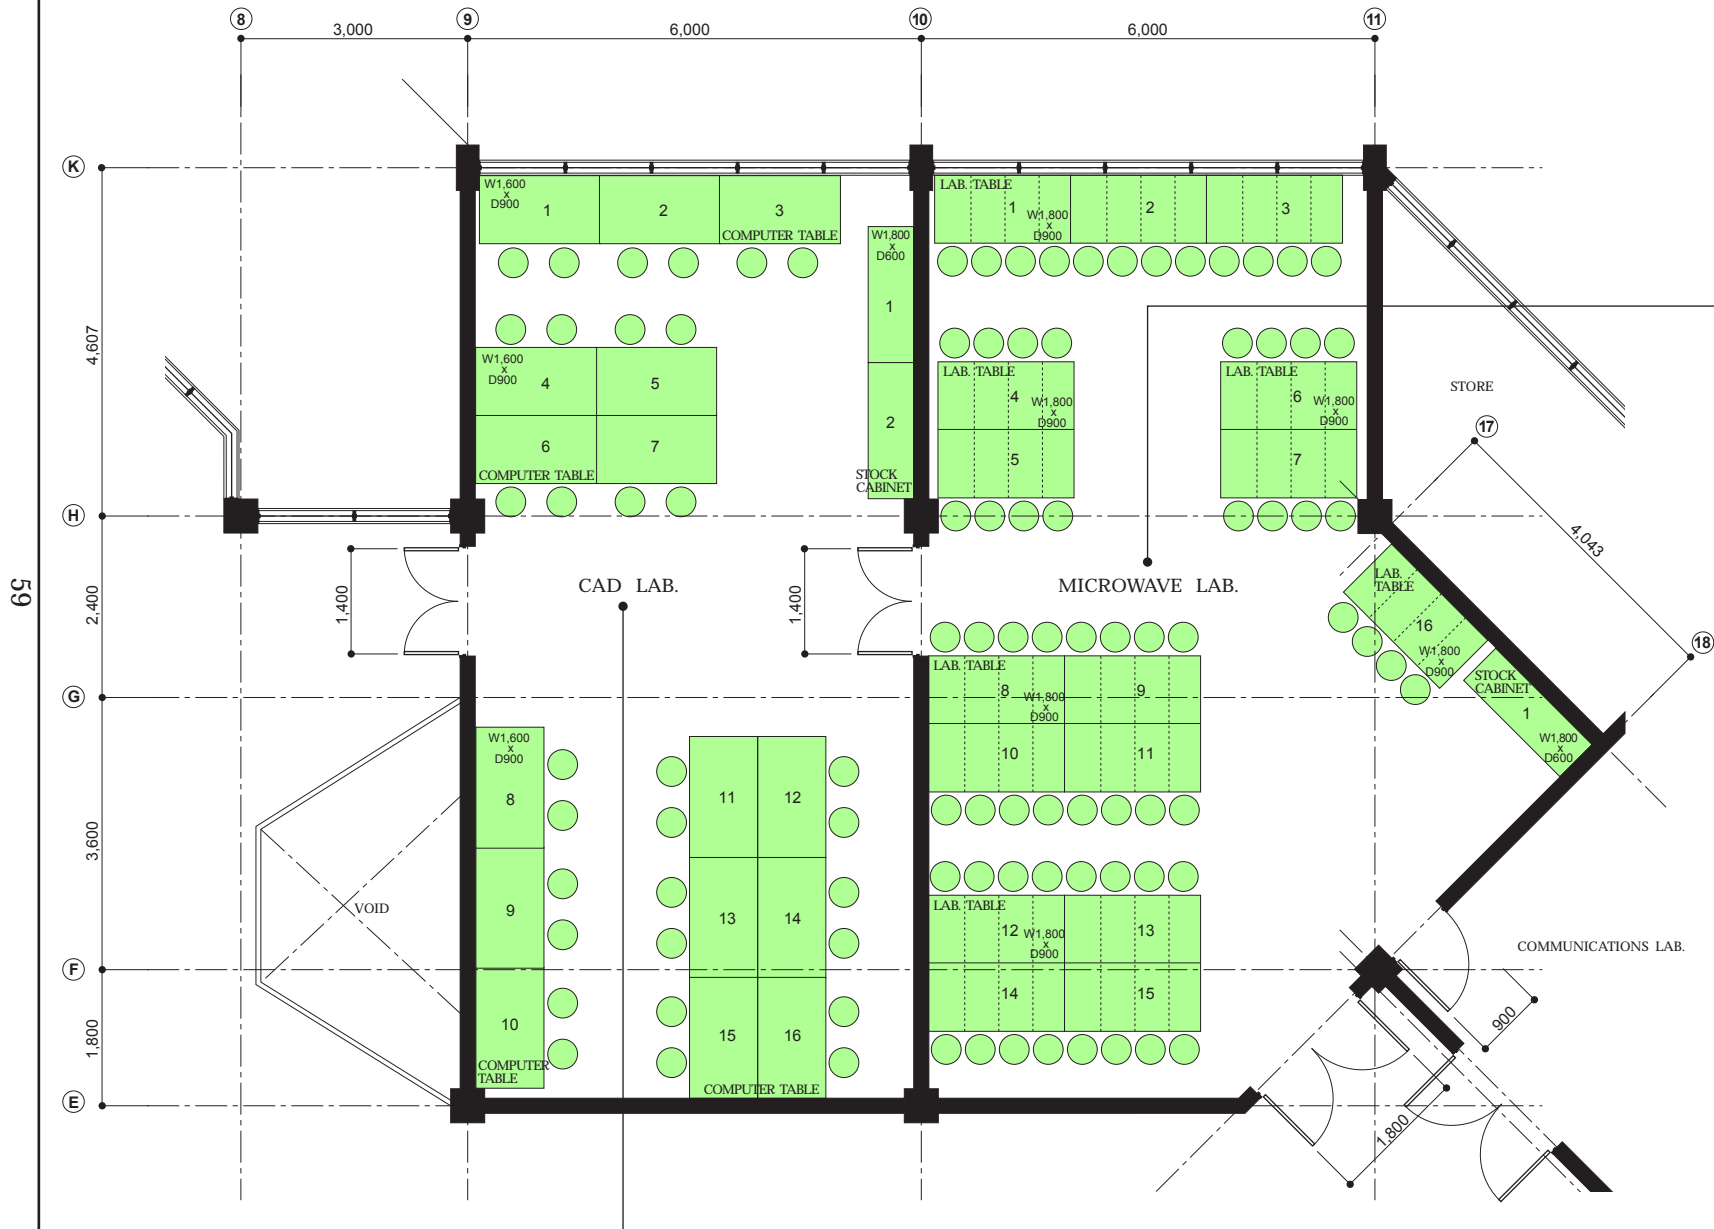 8
9
10
11
3,000
6,000
6,000
K
W1,600
x
D900
1
2
3
COMPUTER TABLE
W1,800
x
D600
1
2
STOCK
CABINET
LAB. TABLE
1
W1,800
x
D900
2
3
4,607
W1,600
x
D900
4
5
6
7
COMPUTER TABLE
LAB. TABLE
4
W1,800
x
D900
5
LAB. TABLE
6
W1,800
x
D900
7
STORE
17
H
4,043
59
2,400
1,400
CAD LAB.
1,400
MICROWAVE LAB.
LAB.
TABLE
16
W1,800
x
D900
18
STOCK
CABINET
1
W1,800
x
D600
G
W1,600
x
D900
8
9
10
COMPUTER
TABLE
11
12
13
14
15
16
COMPUTER TABLE
LAB. TABLE
8
W1,800
x
D900
9
10
11
3,600
VOID
LAB. TABLE
12
W1,800
x
D900
13
14
15
COMMUNICATIONS LAB.
F
900
1,800
E
1,800